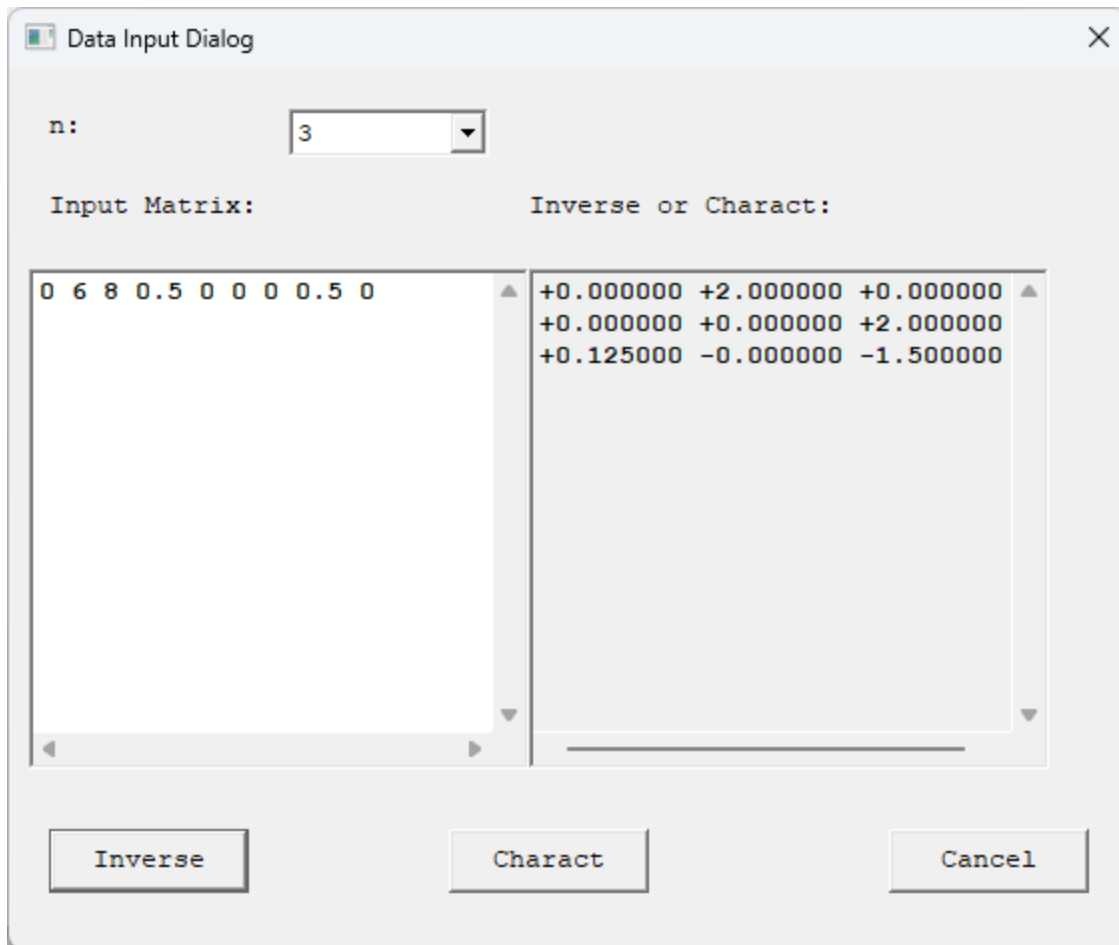 Data Input Dialog
n:
3
Input Matrix:
Inverse or Charact:
0 6 8 0.5 0 0 0 0.5 0
+0.000000 +2.000000 +0.000000
+0.000000 +0.000000 +2.000000
+0.125000 -0.000000 -1.500000
Inverse
Charact
Cancel